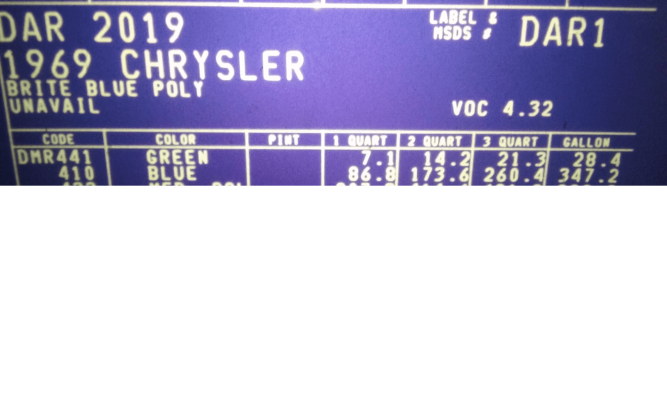 DAR 2019
LABEL &
MSDS #
DAR1
1969 CHRYSLER
BRITE BLUE POLY
UNAVAIL
VOC 4.32
CODE COLOR PINT 1 QUART 2 QUART 3 QUART GALLON
DMR441 GREEN 7.1 14.2 21.3 28.4
410 BLUE 86.8 173.6 260.4 347.2